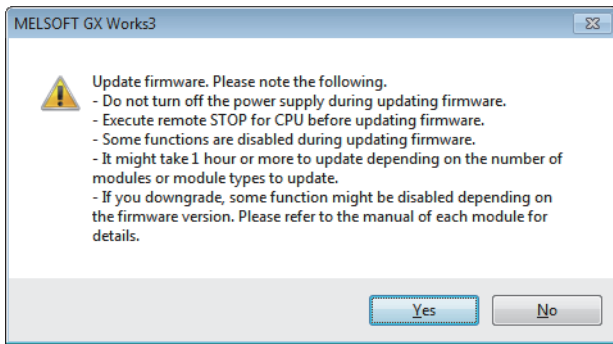 MELSOFT GX Works3
Update firmware. Please note the following.
- Do not turn off the power supply during updating firmware.
- Execute remote STOP for CPU before updating firmware.
- Some functions are disabled during updating firmware.
- It might take 1 hour or more to update depending on the number of
modules or module types to update.
- If you downgrade, some function might be disabled depending on
the firmware version. Please refer to the manual of each module for
details.
Yes
No